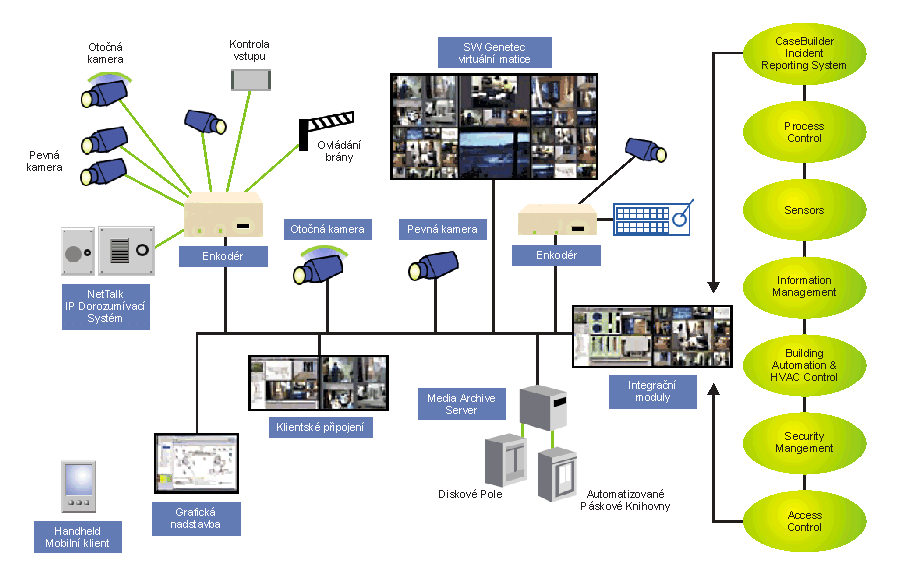 Otočná
kamera
Kontrola
vstupu
SW Genetec
virtuální matice
CaseBuilder
Incident
Reporting System
Pevná
kamera
Ovládání
brány
Process
Control
Sensors
Enkodér
Otočná kamera
Pevná kamera
Enkodér
NetTalk
IP Dorozumívací
Systém
Information
Management
Building
Automation &
HVAC Control
Integrační
moduly
Media Archive
Server
Klientské připojení
Security
Mangement
Diskové Pole
Automatizované
Páskové Knihovny
Grafická
nadstavba
Handheld
Mobilní klient
Access
Control